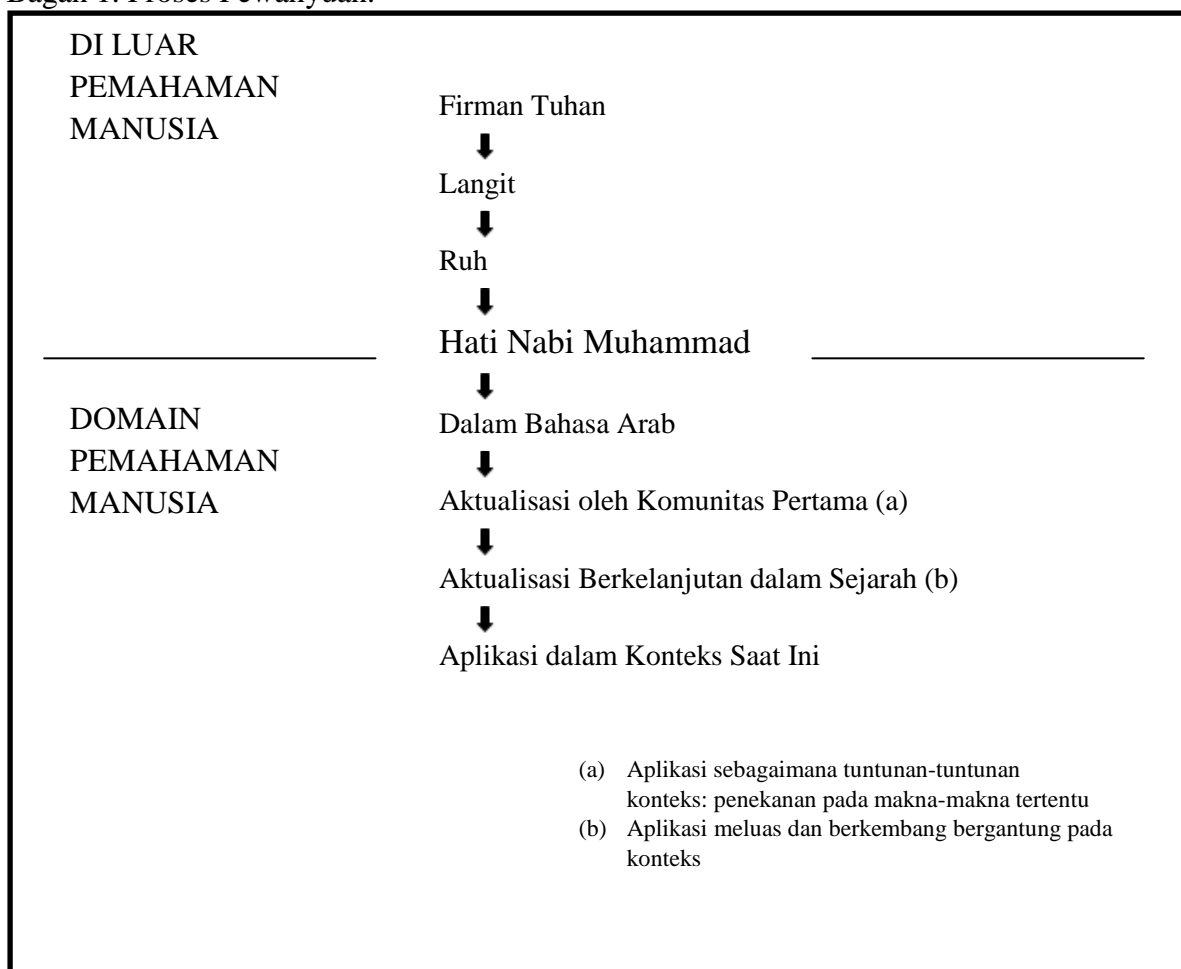 Bagan 1. Proses Pewahyuan.
DI LUAR
PEMAHAMAN
MANUSIA
Firman Tuhan
Langit
Ruh
Hati Nabi Muhammad
DOMAIN
PEMAHAMAN
MANUSIA
Dalam Bahasa Arab
Aktualisasi oleh Komunitas Pertama (a)
Aktualisasi Berkelanjutan dalam Sejarah (b)
Aplikasi dalam Konteks Saat Ini
(a) Aplikasi sebagaimana tuntunan-tuntunan
konteks: penekanan pada makna-makna tertentu
(b) Aplikasi meluas dan berkembang bergantung pada
konteks